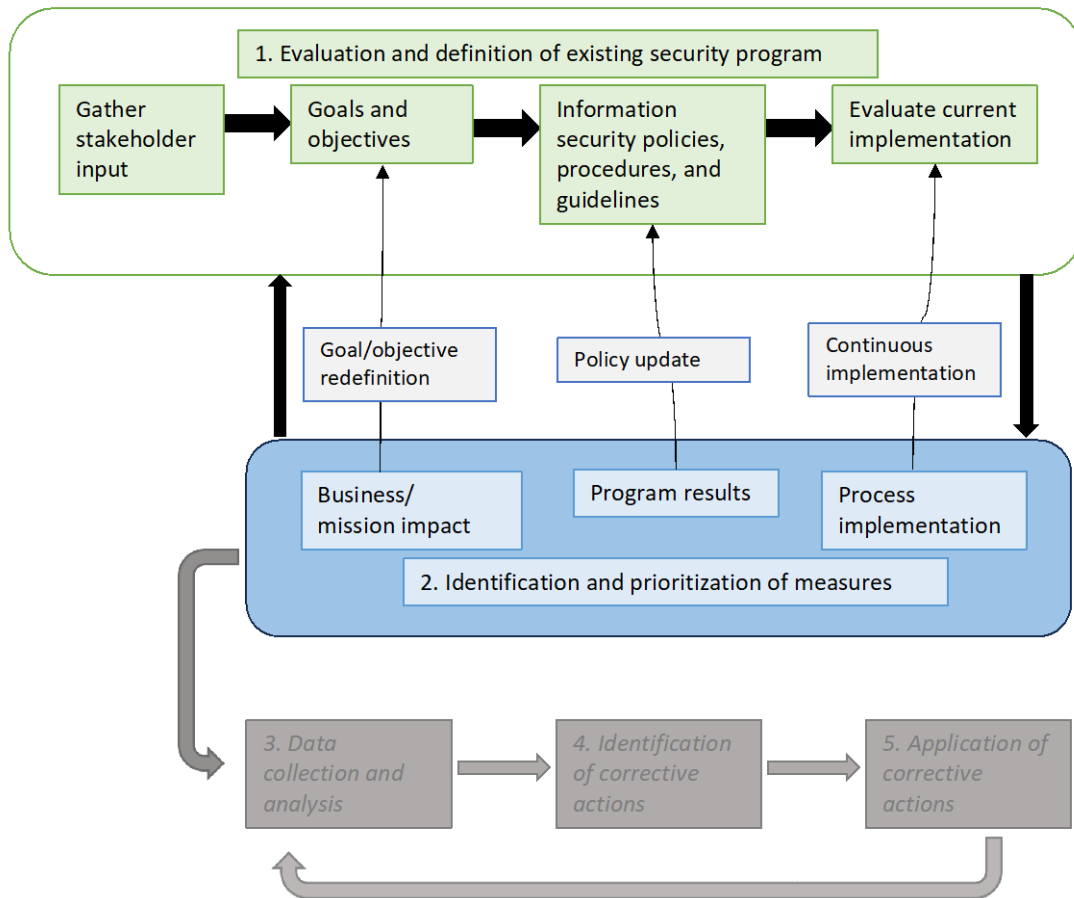 1. Evaluation and definition of existing security program
Gather
stakeholder
input
Goals and
objectives
Information
security policies,
procedures, and
guidelines
Evaluate current
implementation
Goal/objective
redefinition
Policy update
Continuous
implementation
Business/
mission impact
Program results
Process
implementation
2. Identification and prioritization of measures
3. Data
collection and
analysis
4. Identification
of corrective
actions
5. Application of
corrective
actions